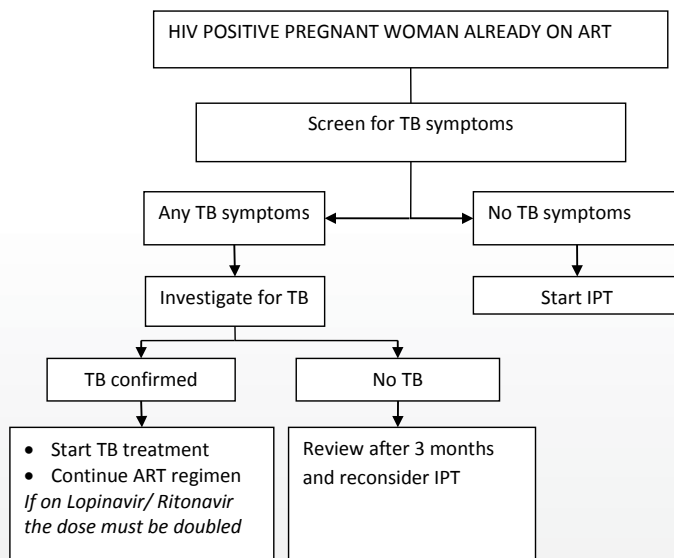 HIV POSITIVE PREGNANT WOMAN ALREADY ON ART
Screen for TB symptoms
Any TB symptoms
No TB symptoms
Investigate for TB
Start IPT
TB confirmed
No TB
• Start TB treatment
• Continue ART regimen
If on Lopinavir/ Ritonavir
the dose must be doubled
Review after 3 months
and reconsider IPT